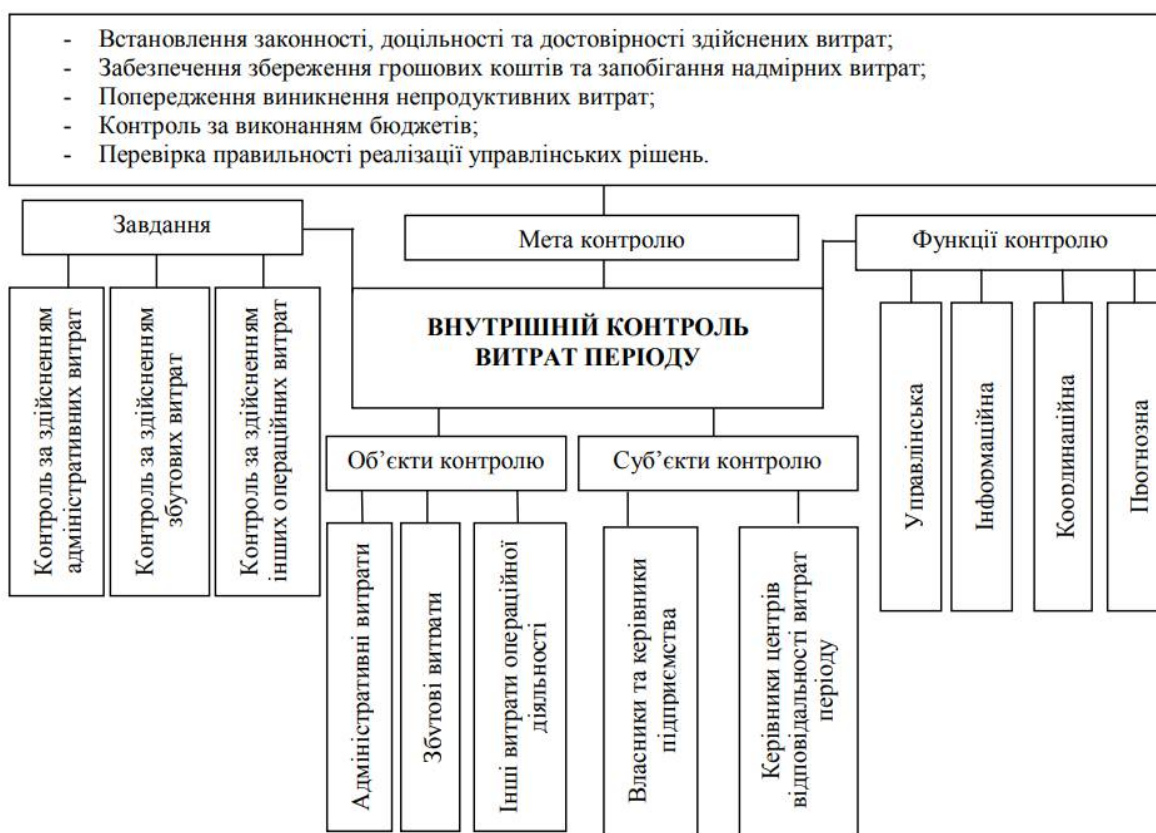 - Встановлення законності, доцільності та достовірності здійснених витрат;
- Забезпечення збереження грошових коштів та запобігання надмірних витрат;
- Попередження виникнення непродуктивних витрат;
- Контроль за виконанням бюджетів;
- Перевірка правильності реалізації управлінських рішень.
Завдання
Мета контролю
Функції контролю
Контроль за здійсненням
адміністративних витрат
Контроль за здійсненням
збутових витрат
Контроль за здійсненням
інших операційних витрат
ВНУТРІШНІЙ КОНТРОЛЬ
ВИТРАТ ПЕРІОДУ
Управлінська
Інформаційна
Координаційна
Прогнозна
Об’єкти контролю
Суб’єкти контролю
Адміністративні витрати
Збутові витрати
Інші витрати операційної
діяльності
Власники та керівники
підприємства
Керівники центрів
відповідальності витрат
періоду